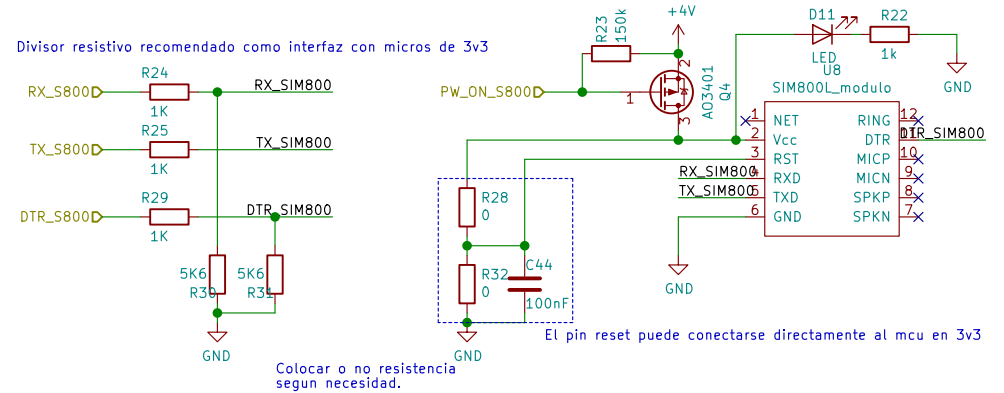 Divisor resistivo recomendado como interfaz con micros de 3v3
RX_S800
R24
1K
RX_SIM800
TX_S800
R25
1K
TX_SIM800
DTR_S800
R29
1K
DTR_SIM800
5K6
R30
5K6
R31
GND
Colocar o no resistencia
segun necesidad.
+4V
R23
150k
PW_ON_S800
1
2
3
AO3401
Q4
D11
LED
R22
1k
GND
U8
SIM800L_modulo
1 NET
2 Vcc
3 RST
4 RXD
5 TXD
6 GND
RING 12
DTR 11
MICP 10
MICN 9
SPKP 8
SPKN 7
DTR_SIM800
RX_SIM800
TX_SIM800
GND
R28
0
R32
0
C44
100nF
GND
El pin reset puede conectarse directamente al mcu en 3v3